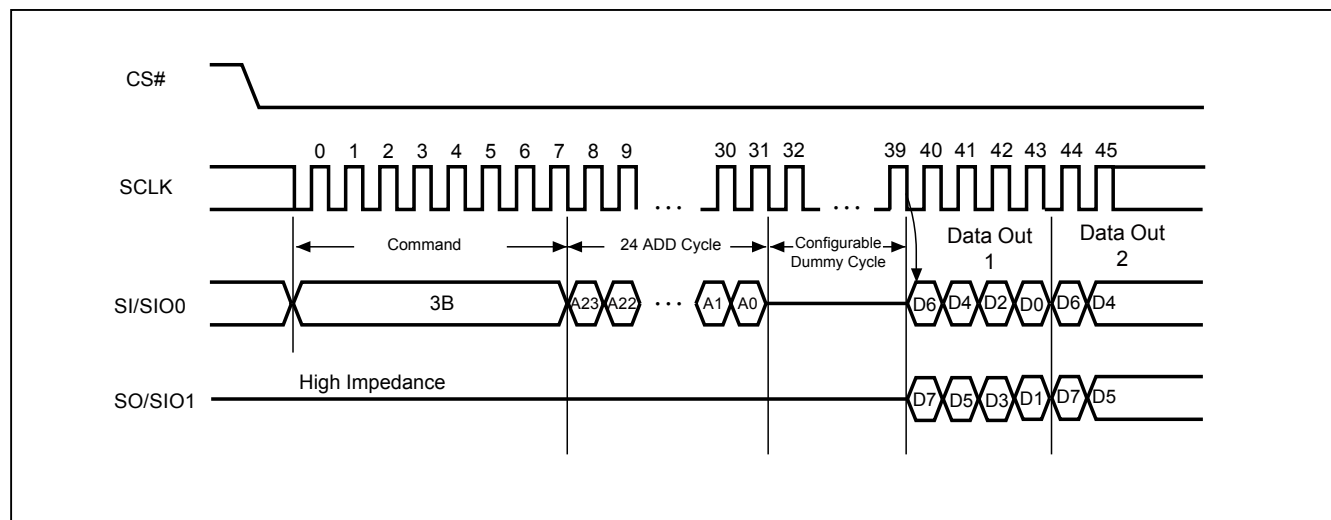 CS#
0 1 2 3 4 5 6 7 8 9 30 31 32 39 40 41 42 43 44 45
SCLK
... ...
Command
24 ADD Cycle
Configurable
Dummy Cycle
Data Out
1
Data Out
2
SI/SIO0
3B
A23 A22 ... A1 A0
D6 D4 D2 D0 D6 D4
High Impedance
SO/SIO1
D7 D5 D3 D1 D7 D5